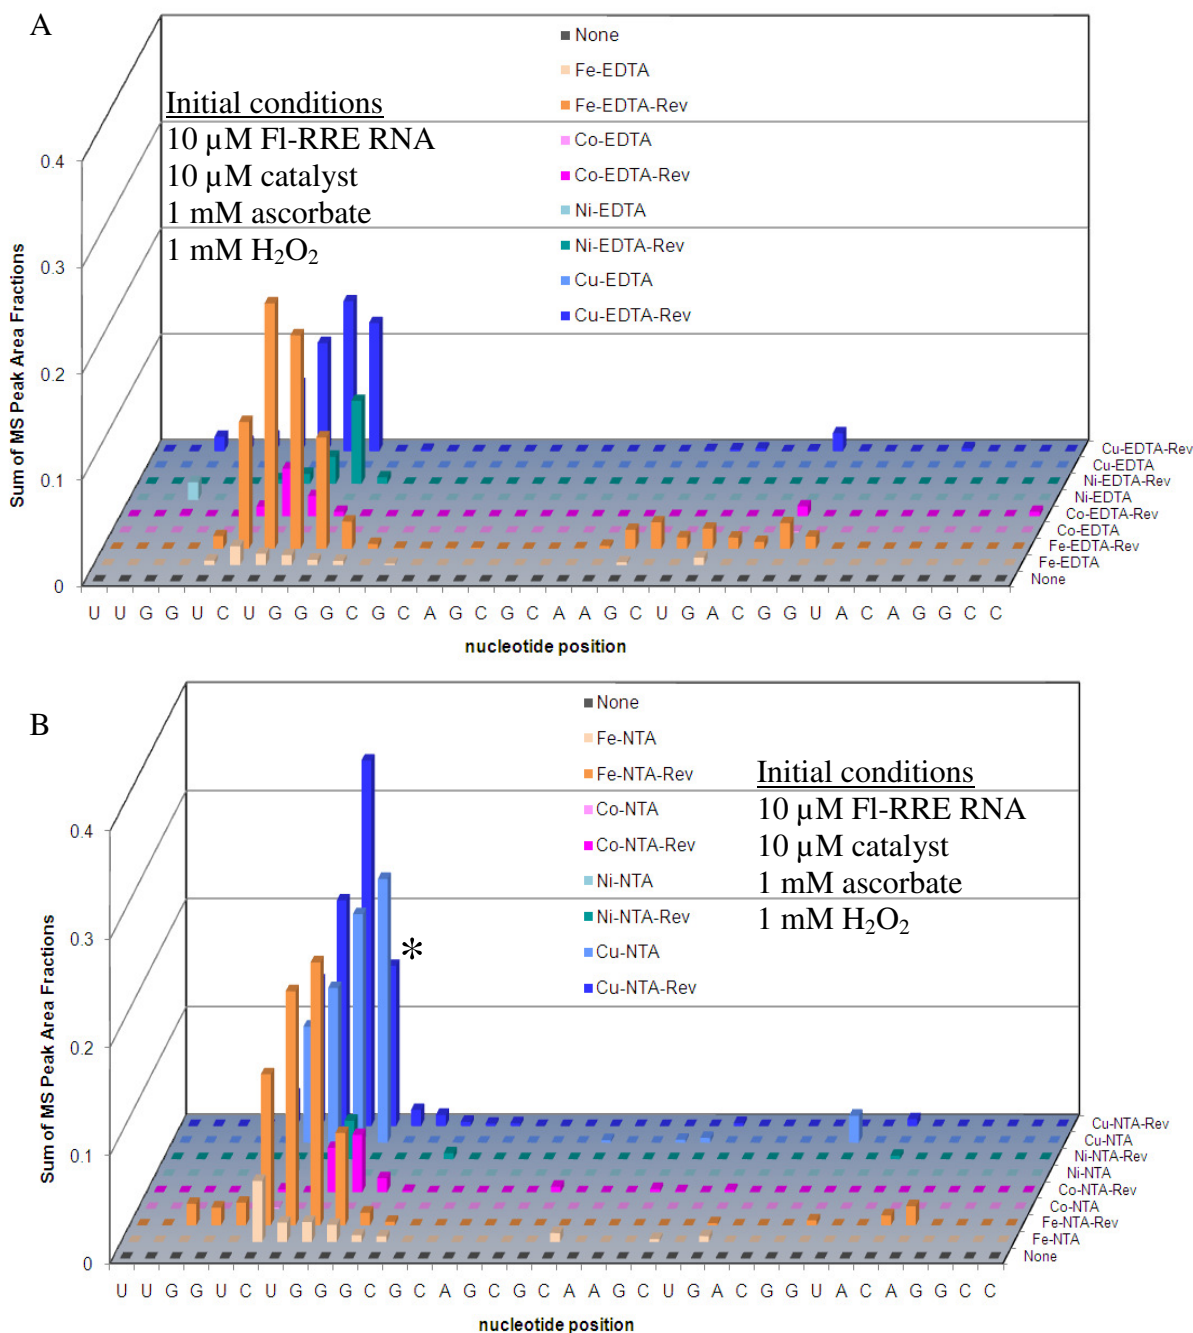 A
None
Fe-EDTA
Fe-EDTA-Rev
Co-EDTA
Co-EDTA-Rev
Ni-EDTA
Ni-EDTA-Rev
Cu-EDTA
Cu-EDTA-Rev
Initial conditions
10 µM Fl-RRE RNA
10 µM catalyst
1 mM ascorbate
1 mM H₂O₂
Sum of MS Peak Area Fractions
0.4
0.3
0.2
0.1
0
Cu-EDTA-Rev
Cu-EDTA
Ni-EDTA-Rev
Ni-EDTA
Co-EDTA-Rev
Co-EDTA
Fe-EDTA-Rev
Fe-EDTA
None
U U G G U C U G G G C G C A G C G C A A G C U G A C G G U A C A G G C C
nucleotide position
B
None
Fe-NTA
Fe-NTA-Rev
Co-NTA
Co-NTA-Rev
Ni-NTA
Ni-NTA-Rev
Cu-NTA
Cu-NTA-Rev
Initial conditions
10 µM Fl-RRE RNA
10 µM catalyst
1 mM ascorbate
1 mM H₂O₂
*
Sum of MS Peak Area Fractions
0.4
0.3
0.2
0.1
0
Cu-NTA-Rev
Cu-NTA
Ni-NTA-Rev
Ni-NTA
Co-NTA-Rev
Co-NTA
Fe-NTA-Rev
Fe-NTA
None
U U G G U C U G G G C G C A G C G C A A G C U G A C G G U A C A G G C C
nucleotide position